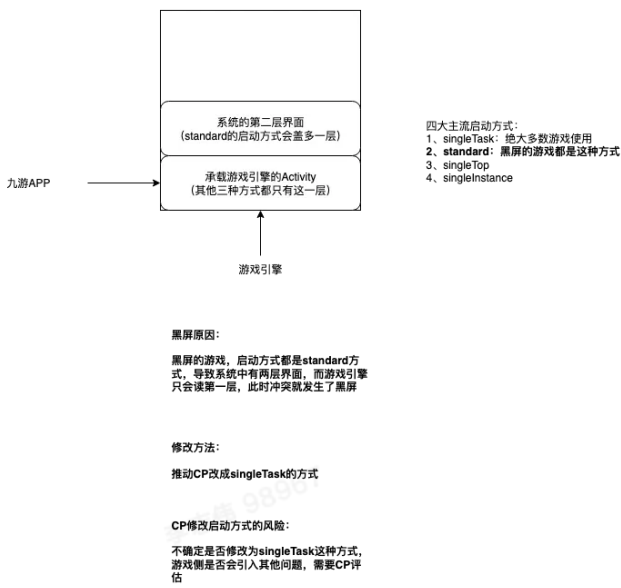 系统的第二层界面
（standard的启动方式会盖多一层）
四大主流启动方式：
1、singleTask：绝大多数游戏使用
2、standard：黑屏的游戏都是这种方式
3、singleTop
4、singleInstance
九游APP
承载游戏引擎的Activity
（其他三种方式都只有这一层）
游戏引擎
黑屏原因：
黑屏的游戏，启动方式都是standard方
式，导致系统中有两层界面，而游戏引擎
只会读第一层，此时冲突就发生了黑屏
修改方法：
推动CP改成singleTask的方式
CP修改启动方式的风险：
不确定是否修改为singleTask这种方式，
游戏侧是否会引入其他问题，需要CP评
估